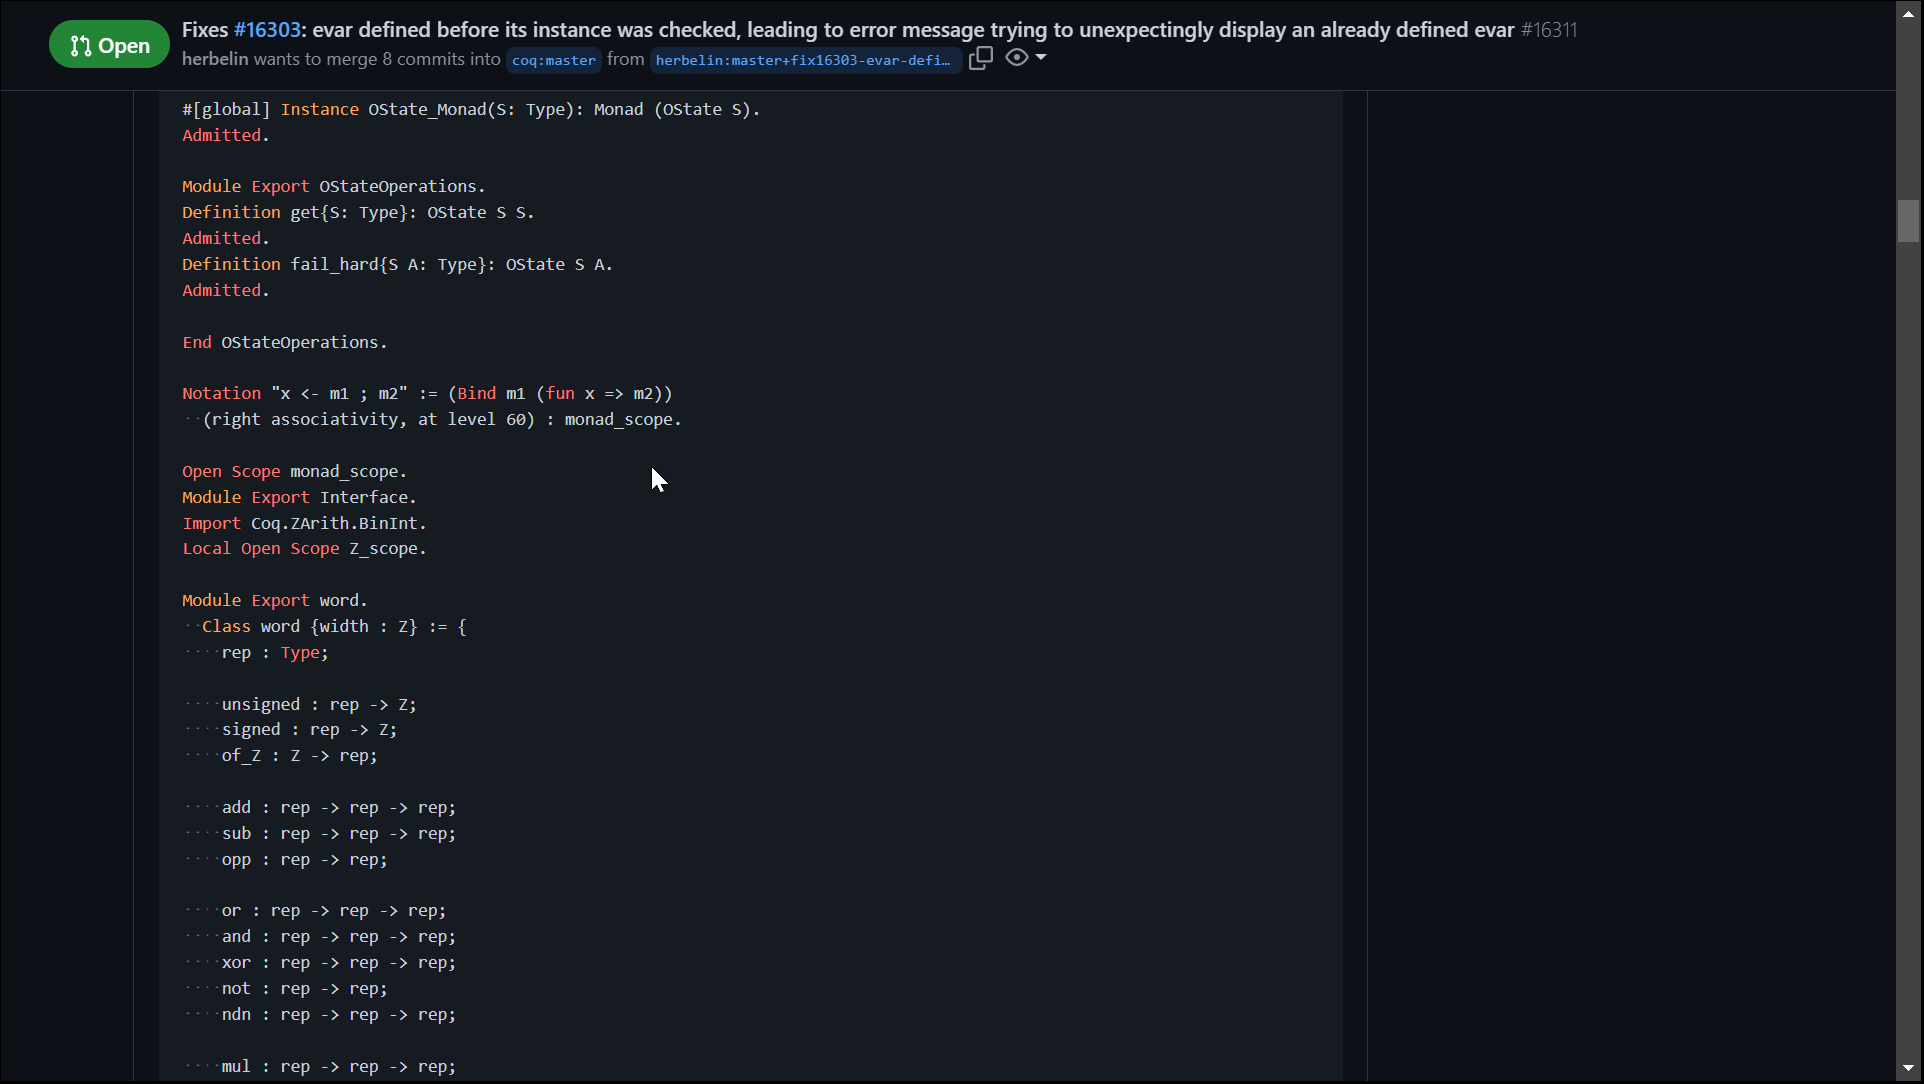 Open
Fixes #16303: evar defined before its instance was checked, leading to error message trying to unexpectingly display an already defined evar #16311
herbelin wants to merge 8 commits into coq:master from herbelin:master+fix16303-evar-defi…
#[global] Instance OState_Monad(S: Type): Monad (OState S).
Admitted.
Module Export OStateOperations.
Definition get{S: Type}: OState S S.
Admitted.
Definition fail_hard{S A: Type}: OState S A.
Admitted.
End OStateOperations.
Notation "x <- m1 ; m2" := (Bind m1 (fun x => m2))
(right associativity, at level 60) : monad_scope.
Open Scope monad_scope.
Module Export Interface.
Import Coq.ZArith.BinInt.
Local Open Scope Z_scope.
Module Export word.
Class word {width : Z} := {
rep : Type;
unsigned : rep -> Z;
signed : rep -> Z;
of_Z : Z -> rep;
add : rep -> rep -> rep;
sub : rep -> rep -> rep;
opp : rep -> rep;
or : rep -> rep -> rep;
and : rep -> rep -> rep;
xor : rep -> rep -> rep;
not : rep -> rep;
ndn : rep -> rep -> rep;
mul : rep -> rep -> rep;